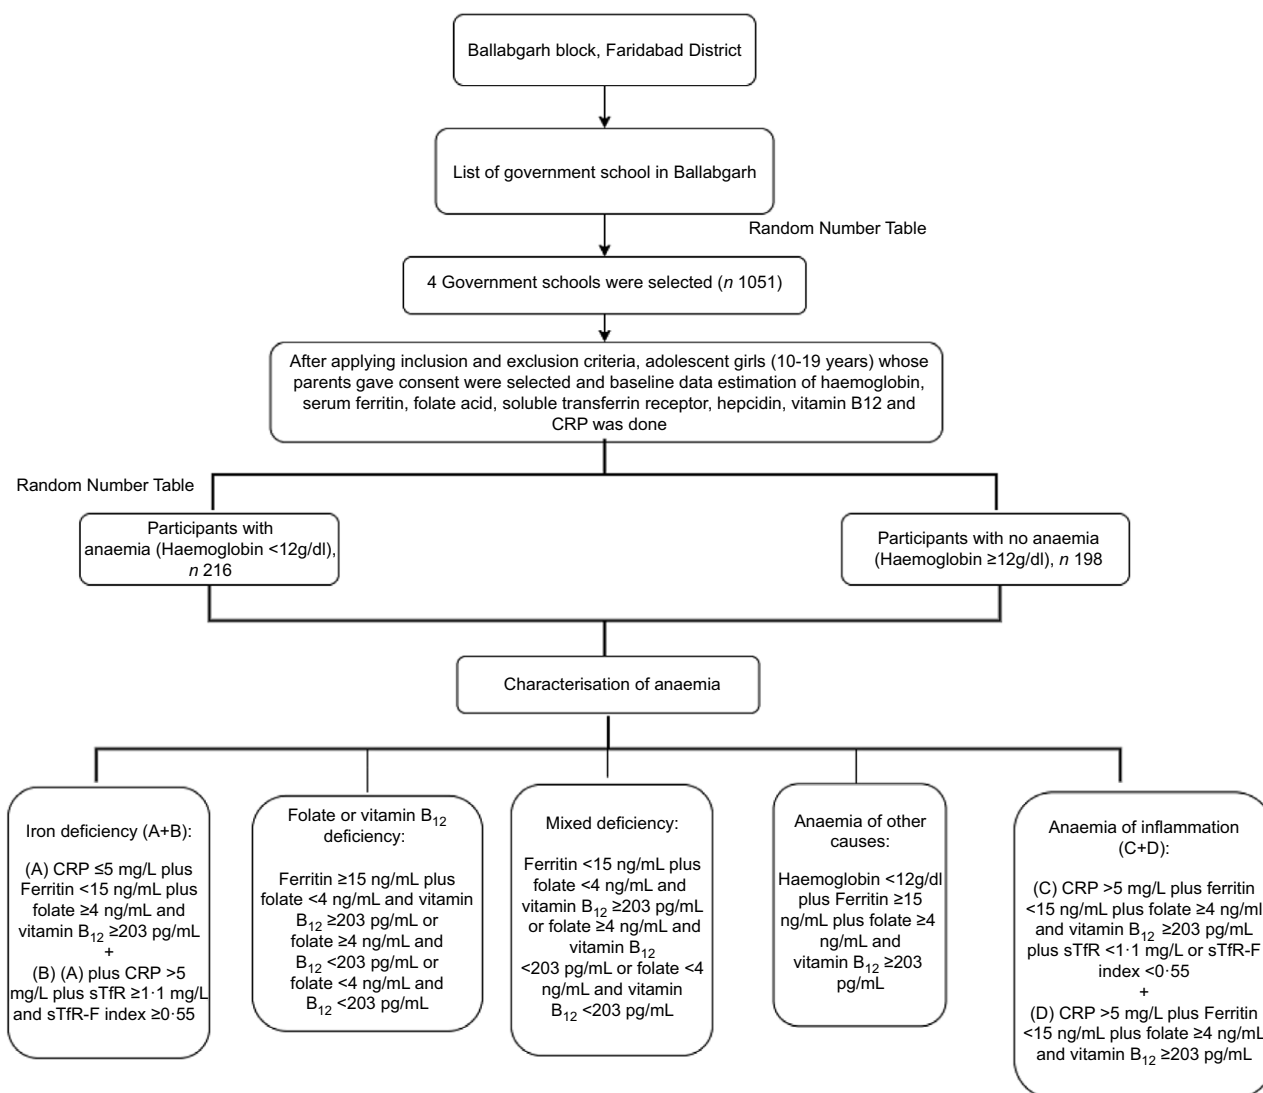 Ballabgarh block, Faridabad District
List of government school in Ballabgarh
Random Number Table
4 Government schools were selected (n 1051)
After applying inclusion and exclusion criteria, adolescent girls (10-19 years) whose
parents gave consent were selected and baseline data estimation of haemoglobin,
serum ferritin, folate acid, soluble transferrin receptor, hepcidin, vitamin B12 and
CRP was done
Random Number Table
Participants with
anaemia (Haemoglobin <12g/dl),
n 216
Participants with no anaemia
(Haemoglobin ≥12g/dl), n 198
Characterisation of anaemia
Iron deficiency (A+B):
(A) CRP ≤5 mg/L plus
Ferritin <15 ng/mL plus
folate ≥4 ng/mL and
vitamin B12 ≥203 pg/mL
+
(B) (A) plus CRP >5
mg/L plus sTfR ≥1·1 mg/L
and sTfR-F index ≥0·55
Folate or vitamin B12
deficiency:
Ferritin ≥15 ng/mL plus
folate <4 ng/mL and vitamin
B12 ≥203 pg/mL or
folate ≥4 ng/mL and
B12 <203 pg/mL or
folate <4 ng/mL and
B12 <203 pg/mL
Mixed deficiency:
Ferritin <15 ng/mL plus
folate <4 ng/mL and
vitamin B12 ≥203 pg/mL
or folate ≥4 ng/mL and
vitamin B12
<203 pg/mL or folate <4
ng/mL and vitamin
B12 <203 pg/mL
Anaemia of other
causes:
Haemoglobin <12g/dl
plus Ferritin ≥15
ng/mL plus folate ≥4
ng/mL and
vitamin B12 ≥203
pg/mL
Anaemia of inflammation
(C+D):
(C) CRP >5 mg/L plus ferritin
<15 ng/mL plus folate ≥4 ng/ml
and vitamin B12 ≥203 pg/mL
plus sTfR <1·1 mg/L or sTfR-F
index <0·55
+
(D) CRP >5 mg/L plus Ferritin
<15 ng/mL plus folate ≥4 ng/mL
and vitamin B12 ≥203 pg/mL